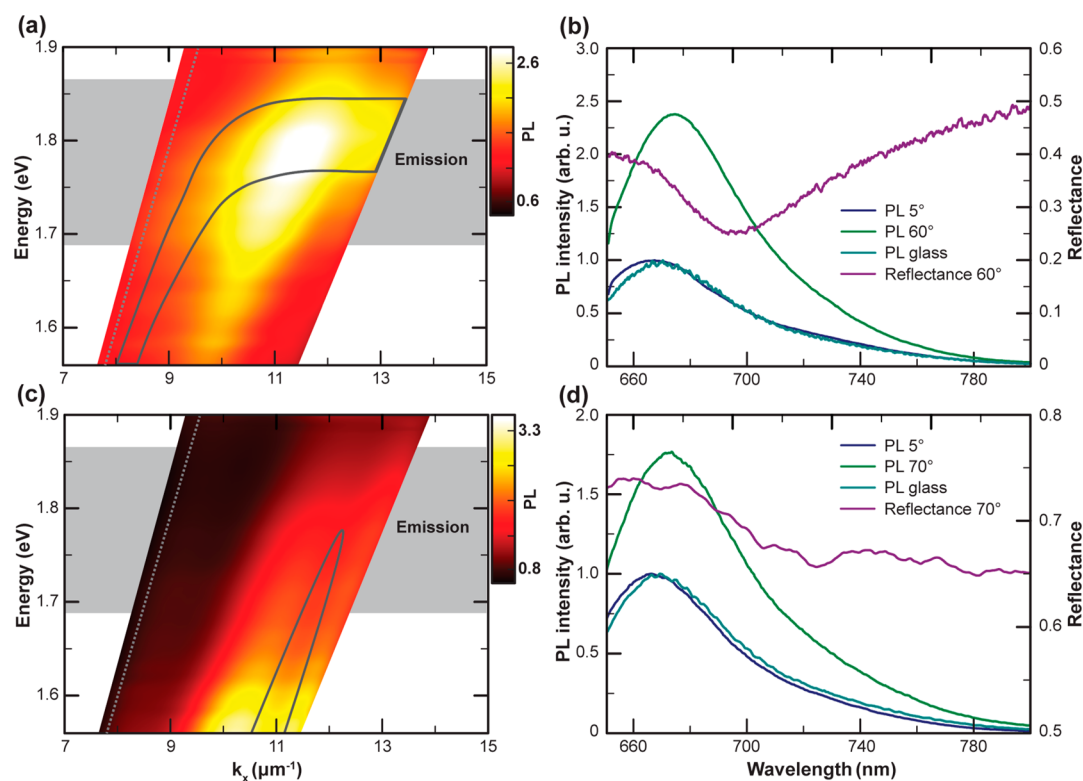 (a)
1.9
1.8
1.7
1.6
Energy (eV)
7 9 11 13 15
Emission
2.6
PL
0.6
(b)
3.0
2.5
2.0
1.5
1.0
0.5
0
PL intensity (arb. u.)
PL 5°
PL 60°
PL glass
Reflectance 60°
0.6
0.5
0.4
0.3
0.2
0.1
0
Reflectance
660 700 740 780
(c)
1.9
1.8
1.7
1.6
Energy (eV)
7 9 11 13 15
kx (µm-1)
Emission
3.3
PL
0.8
(d)
2.0
1.5
1.0
0.5
0
PL intensity (arb. u.)
PL 5°
PL 70°
PL glass
Reflectance 70°
0.8
0.7
0.6
0.5
Reflectance
660 700 740 780
Wavelength (nm)